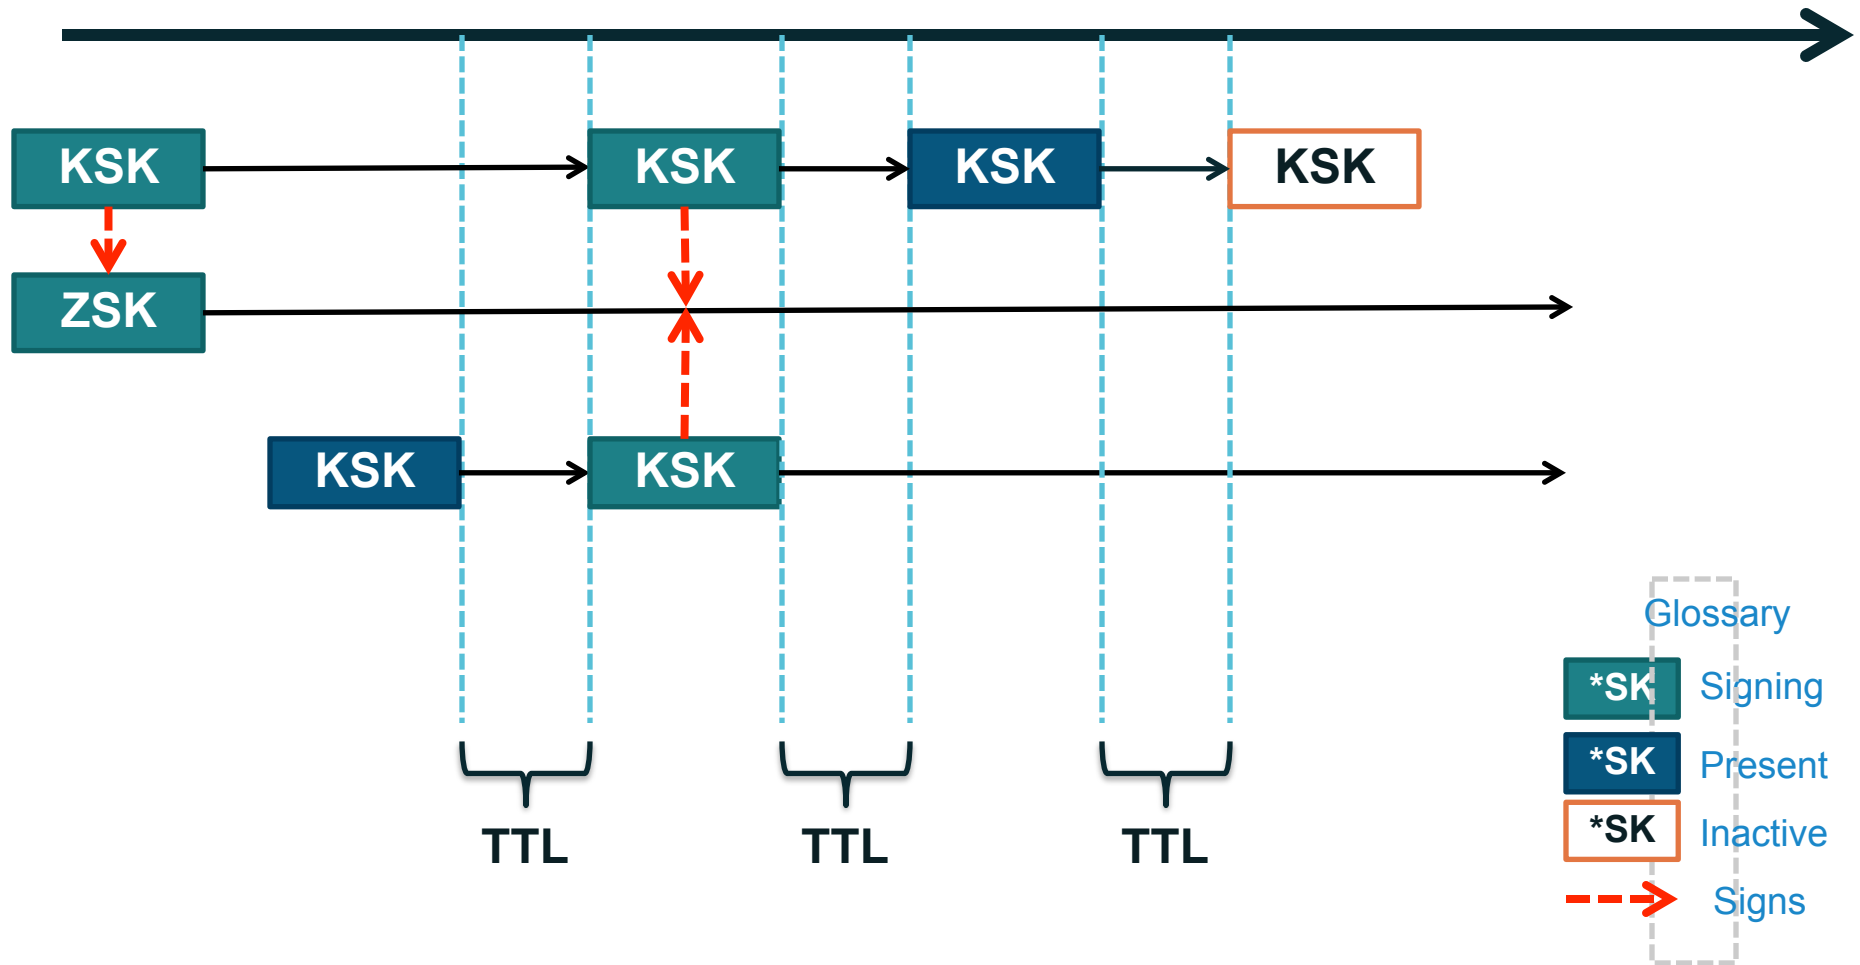 KSK
KSK
KSK
KSK
ZSK
KSK
KSK
TTL
TTL
TTL
Glossary
*SK Signing
*SK Present
*SK Inactive
Signs